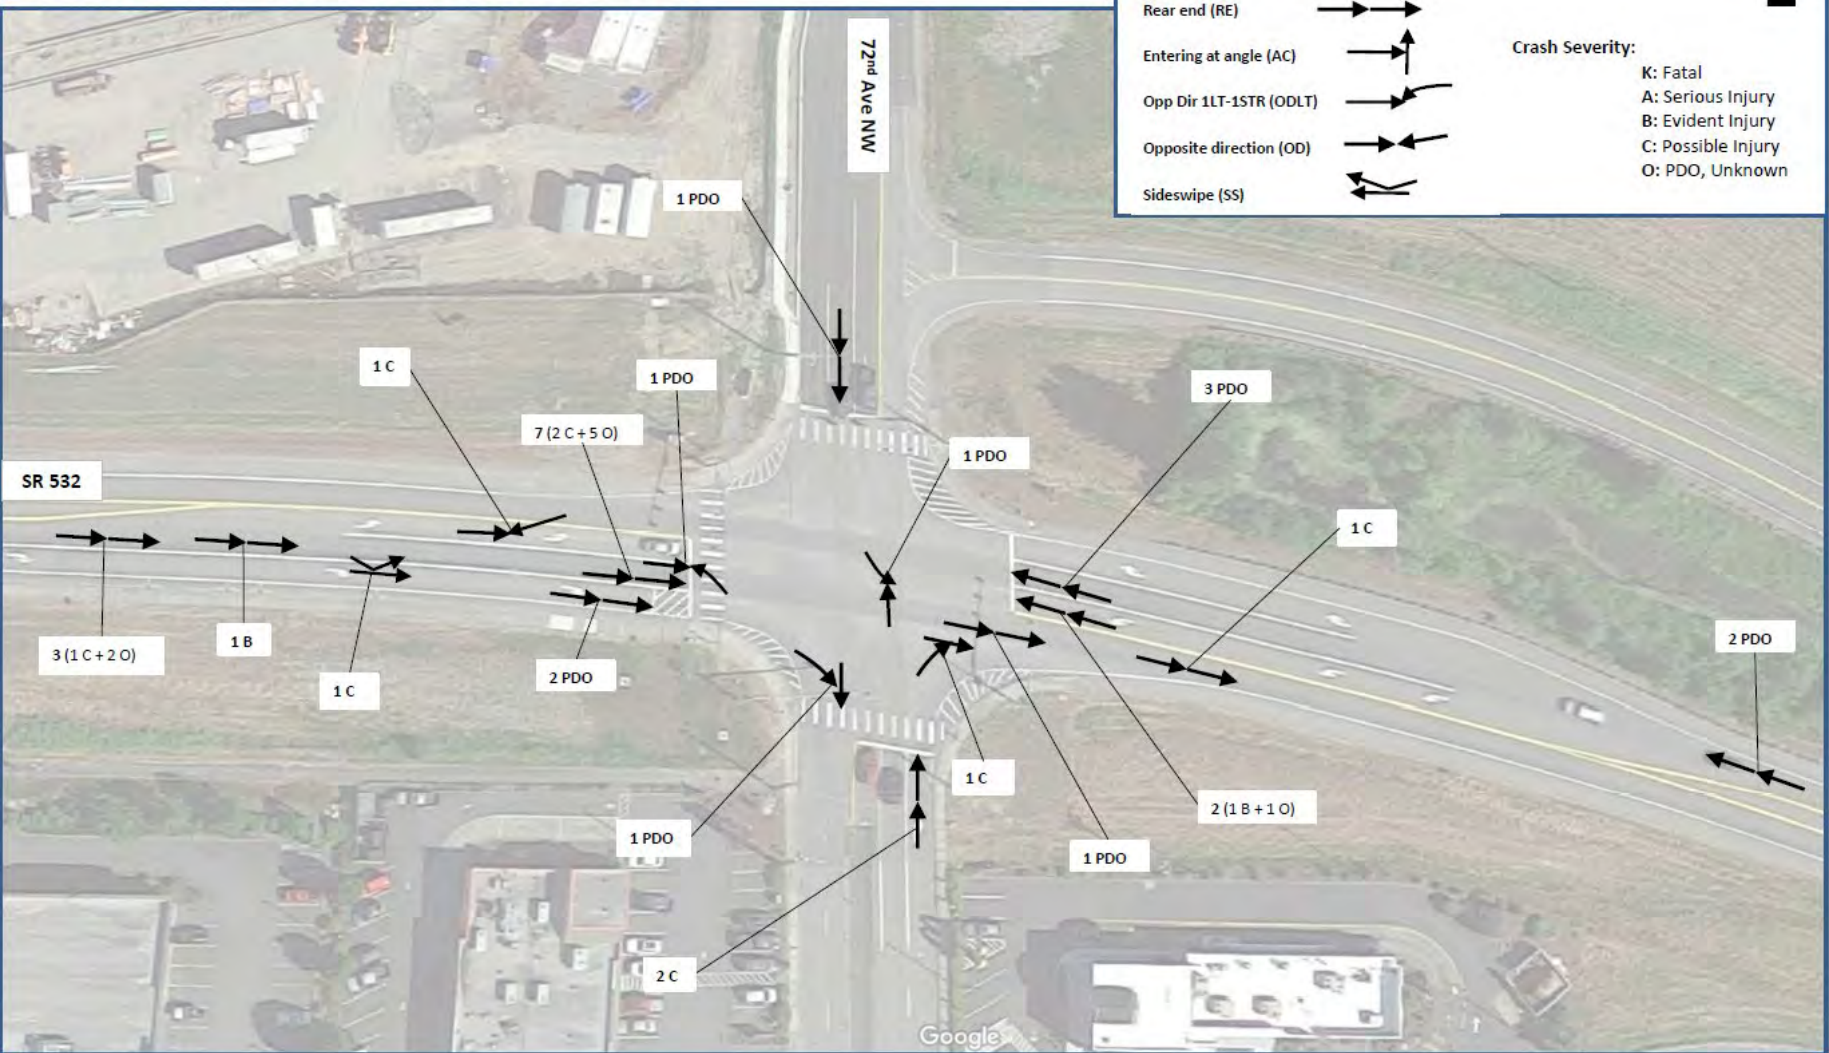 Rear end (RE)
Crash Severity:
Entering at angle (AC)
K: Fatal
A: Serious Injury
Opp Dir 1LT-1STR (ODLT)
B: Evident Injury
C: Possible Injury
Opposite direction (OD)
O: PDO, Unknown
Sideswipe (SS)
72nd Ave NW
1 PDO
1 C
1 PDO
3 PDO
7 (2 C + 5 O)
1 PDO
SR 532
1 C
3 (1 C + 2 O)
1 B
1 C
2 PDO
2 PDO
1 C
1 PDO
2 (1 B + 1 O)
1 PDO
2 C
Google